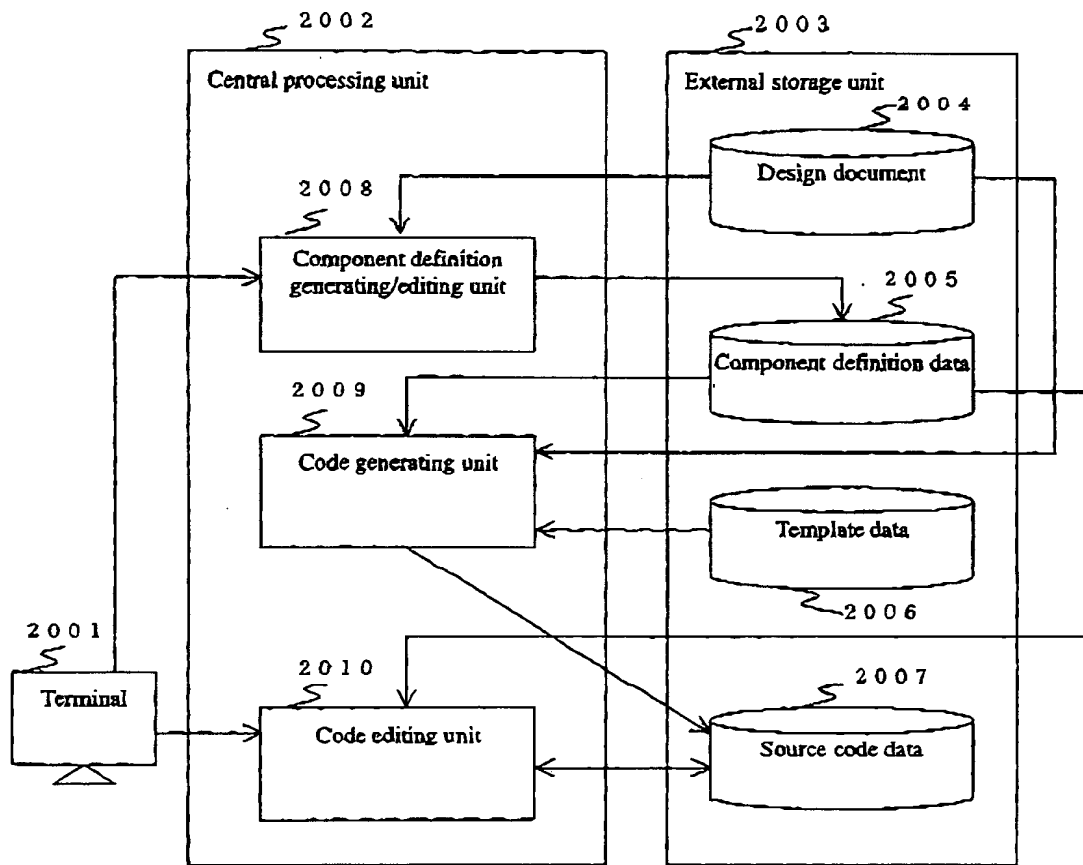 2002
2003
Central processing unit
External storage unit
2004
Design document
2008
Component definition
generating/editing unit
2005
Component definition data
2009
Code generating unit
Template data
2006
2001
Terminal
2010
Code editing unit
2007
Source code data